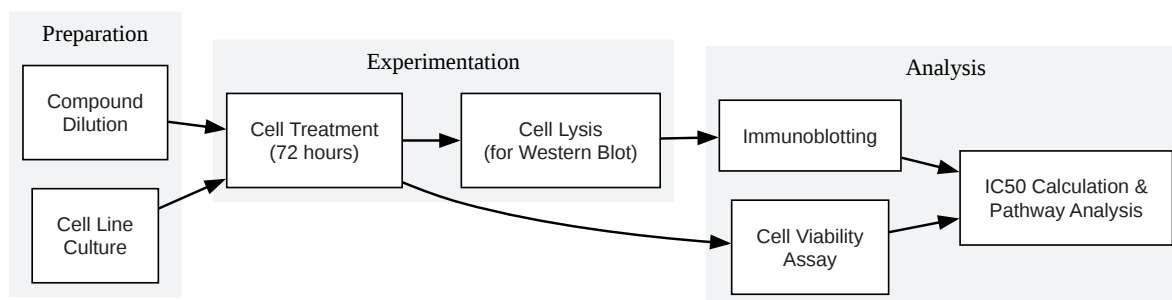 Preparation
Compound
Dilution
Cell Line
Culture
Experimentation
Cell Treatment
(72 hours)
Cell Lysis
(for Western Blot)
Analysis
Immunoblotting
Cell Viability
Assay
IC50 Calculation &
Pathway Analysis